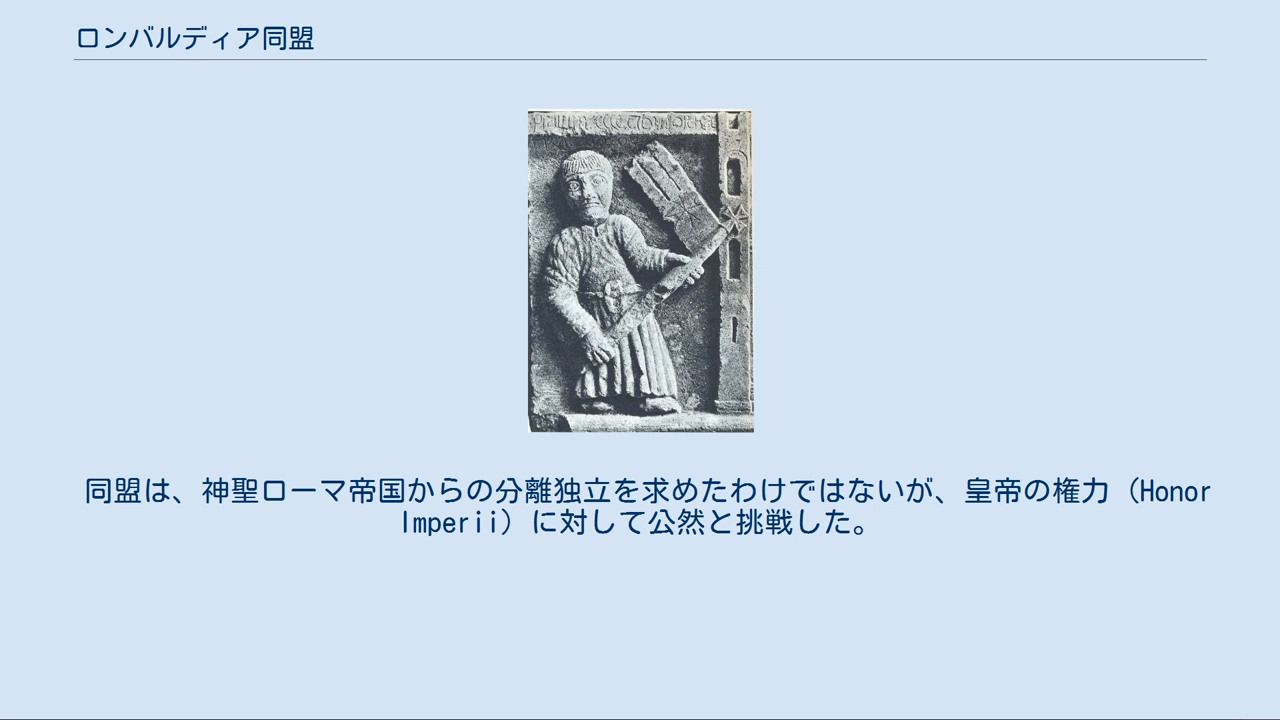 ロンバルディア同盟
同盟は、神聖ローマ帝国からの分離独立を求めたわけではないが、皇帝の権力（Honor
Imperii）に対して公然と挑戦した。